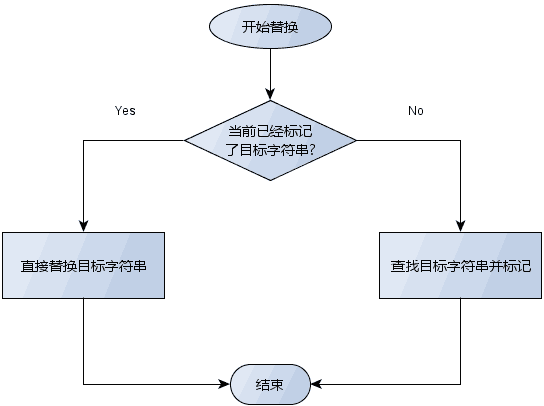 开始替换
Yes
No
当前已经标记
了目标字符串?
直接替换目标字符串
查找目标字符串并标记
结束